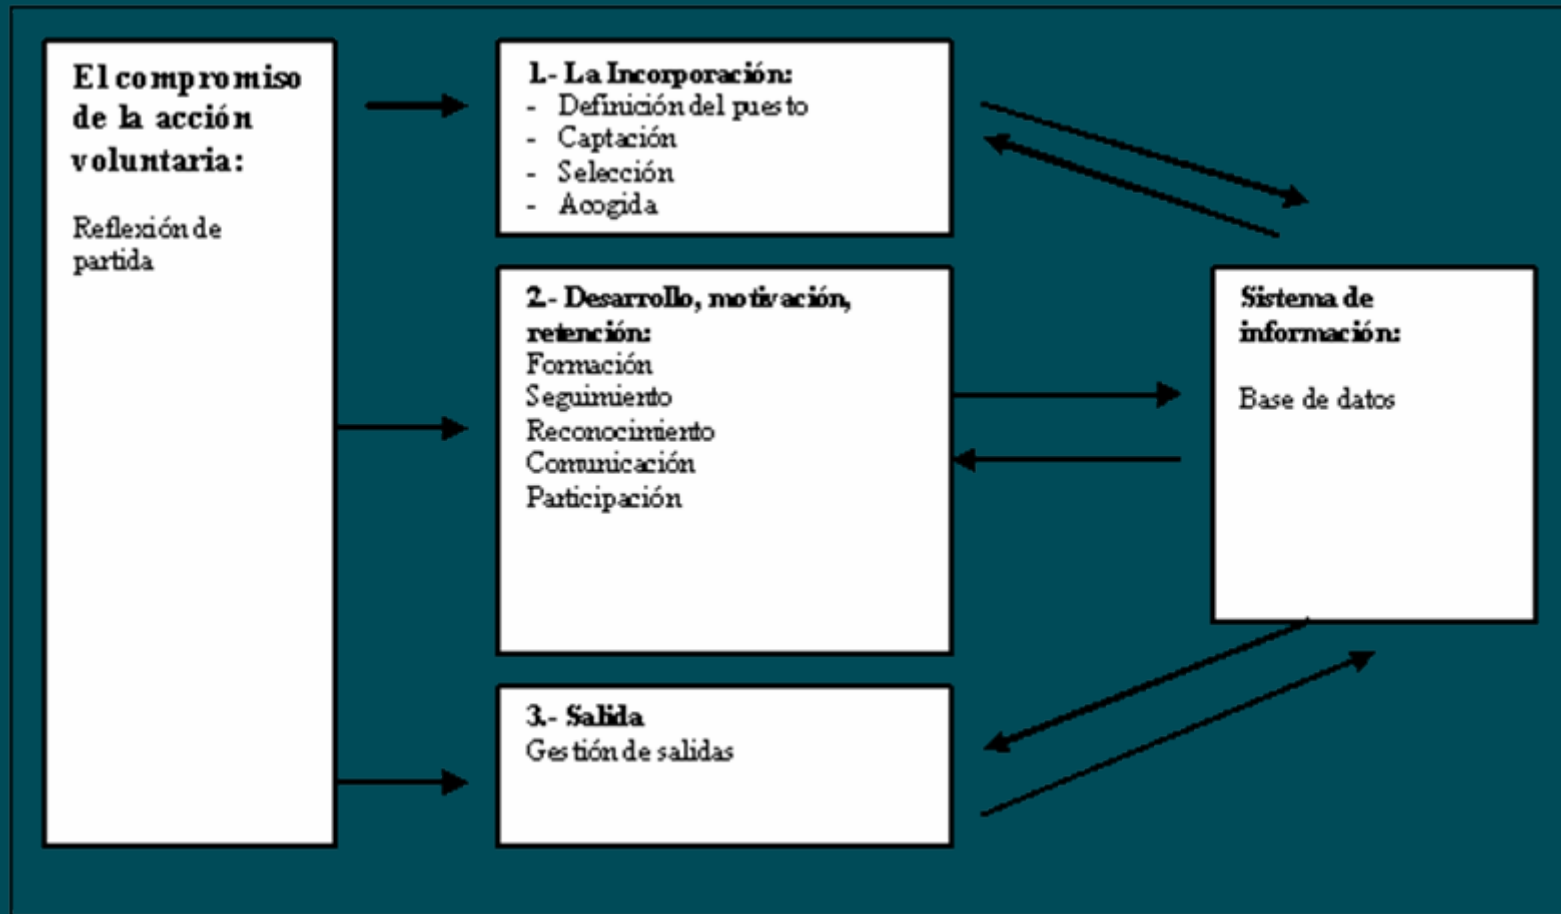 El compromiso
de la acción
voluntaria:
Reflexión de
partida
1.- La Incorporación:
- Definición del puesto
- Captación
- Selección
- Acogida
2.- Desarrollo, motivación,
retención:
Formación
Seguimiento
Reconocimiento
Comunicación
Participación
3.- Salida
Gestión de salidas
Sistema de
información:
Base de datos